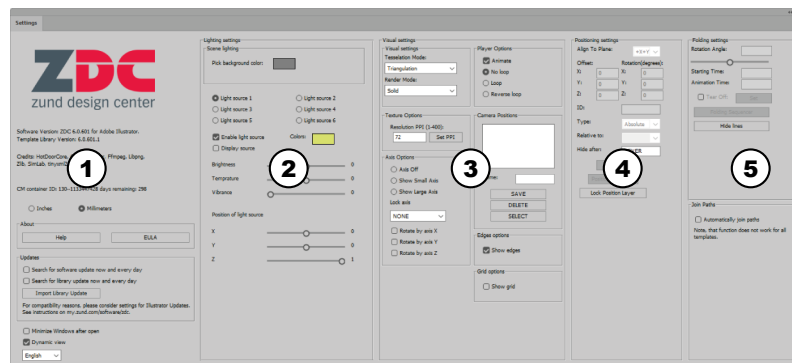 Settings
ZDC
zund design center
Software Version: ZDC 6.0.601 for Adobe Illustrator.
Template Library Version: 6.0.1.
Credits: HotDoorCore, Ffmpeg, Libpng,
Zlib, SimLab,
CM container ID: 130- days remaining: 298
Inches
Millimeters
About
Help
EULA
Updates
Search for software update now and every day
Search for library update now and every day
Import Library Update
For compatibility reasons, please consider settings for Illustrator Updates.
See instructions on my.zund.com/software/zdc.
Minimize Windows after open
Dynamic view
English
1
Lighting settings
Scene lighting
Pick background color:
Light source 1
Light source 2
Light source 3
Light source 4
Light source 5
Light source 6
Enable light source
Colors:
Display source
Brightness
0
Temprature
0
Vibrance
0
Position of light source
X
0
Y
0
Z
1
2
Visual settings
Visual settings
Tesselation Mode:
Triangulation
Render Mode:
Solid
Texture Options
Resolution PPI (1-400):
72
Set PPI
Axis Options
Axis Off
Show Small Axis
Show Large Axis
Lock axis
NONE
Rotate by axis X
Rotate by axis Y
Rotate by axis Z
Player Options
Animate
No loop
Loop
Reverse loop
Camera Positions
SAVE
DELETE
SELECT
Edges options
Show edges
Grid options
Show grid
3
Positioning settings
Align To Plane:
+X+Y
Offset:
Rotation(degrees):
X:
0
X:
0
Y:
0
Y:
0
Z:
0
Z:
0
ID:
Type:
Absolute
Relative to:
Hide after:
Lock Position Layer
4
Folding settings
Rotation Angle:
Starting Time:
Animation Time:
Tear Off:
Set
Hide lines
Join Paths
Automatically join paths
Note, that function does not work for all
templates.
5